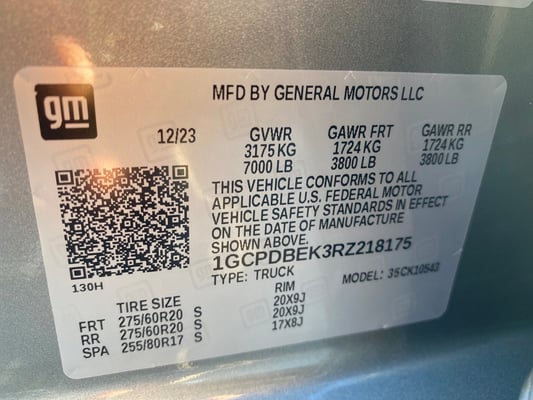 gm
MFD BY GENERAL MOTORS LLC
12/23 GVWR GAWR FRT GAWR RR
3175 KG 1724 KG 1724 KG
7000 LB 3800 LB 3800 LB
THIS VEHICLE CONFORMS TO ALL
APPLICABLE U.S. FEDERAL MOTOR
VEHICLE SAFETY STANDARDS IN EFFECT
ON THE DATE OF MANUFACTURE
SHOWN ABOVE.
1GCPDBEK3RZ218175
130H
TYPE: TRUCK MODEL: 35CK10543
TIRE SIZE RIM
FRT 275/60R20 S 20X9J
RR 275/60R20 S 20X9J
SPA 255/80R17 S 17X8J